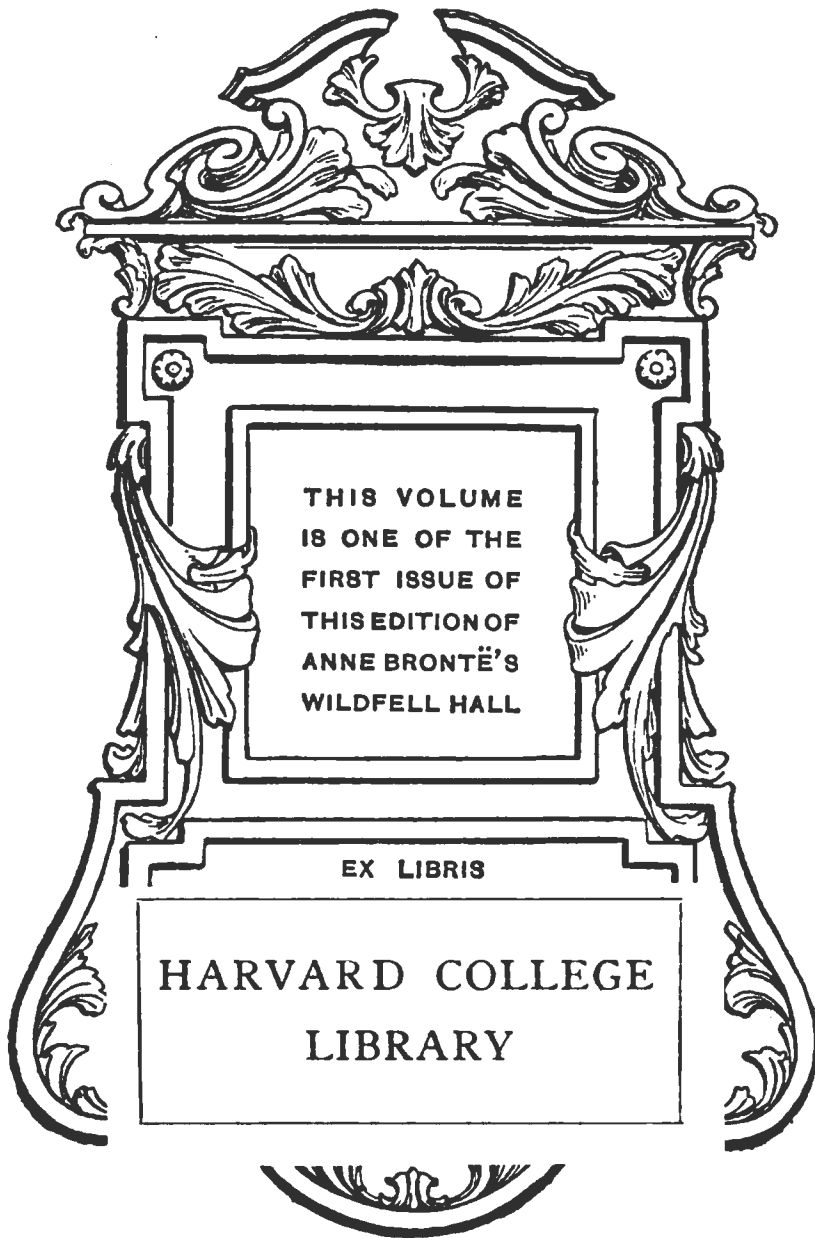 THIS VOLUME
IS ONE OF THE
FIRST ISSUE OF
THIS EDITION OF
ANNE BRONTË'S
WILDFELL HALL
EX LIBRIS
HARVARD COLLEGE
LIBRARY